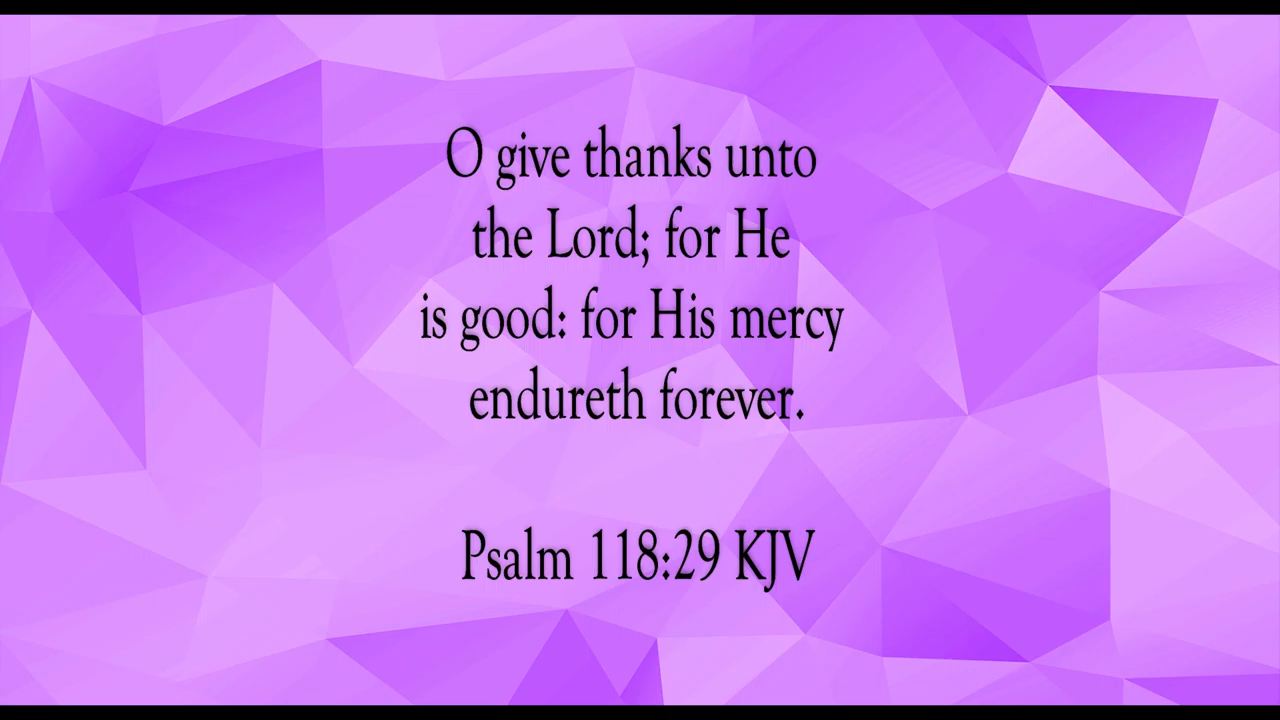 O give thanks unto
the Lord; for He
is good: for His mercy
endureth forever.
Psalm 118:29 KJV